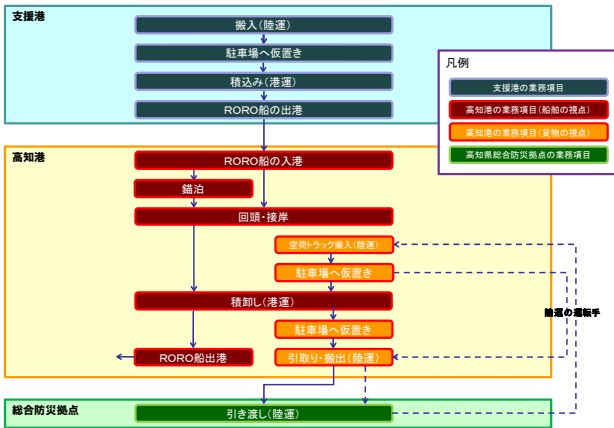 支援港
搬入(陸運)
駐車場へ仮置き
積込み(港運)
RORO船の出港
凡例
支援港の業務項目
高知港の業務項目(船舶の視点)
高知港の業務項目(貨物の視点)
高知県総合防災拠点の業務項目
高知港
RORO船の入港
錨泊
回頭・接岸
空荷トラック搬入(陸運)
駐車場へ仮置き
積卸し(港運)
陸運の運転手
駐車場へ仮置き
RORO船出港
引取り・搬出(陸運)
総合防災拠点
引き渡し(陸運)